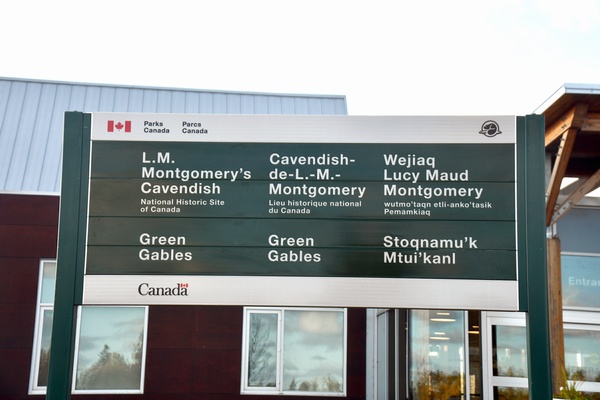 Parks
Canada
Parcs
Canada
L.M.
Montgomery's
Cavendish
National Historic Site
of Canada
Cavendish-
de-L.-M.-
Montgomery
Lieu historique national
du Canada
Wejiaq
Lucy Maud
Montgomery
wutmo'taqn etli-anko'tasik
Pemamkiaq
Green
Gables
Green
Gables
Stoqnamu'k
Mtui'kanl
Canada